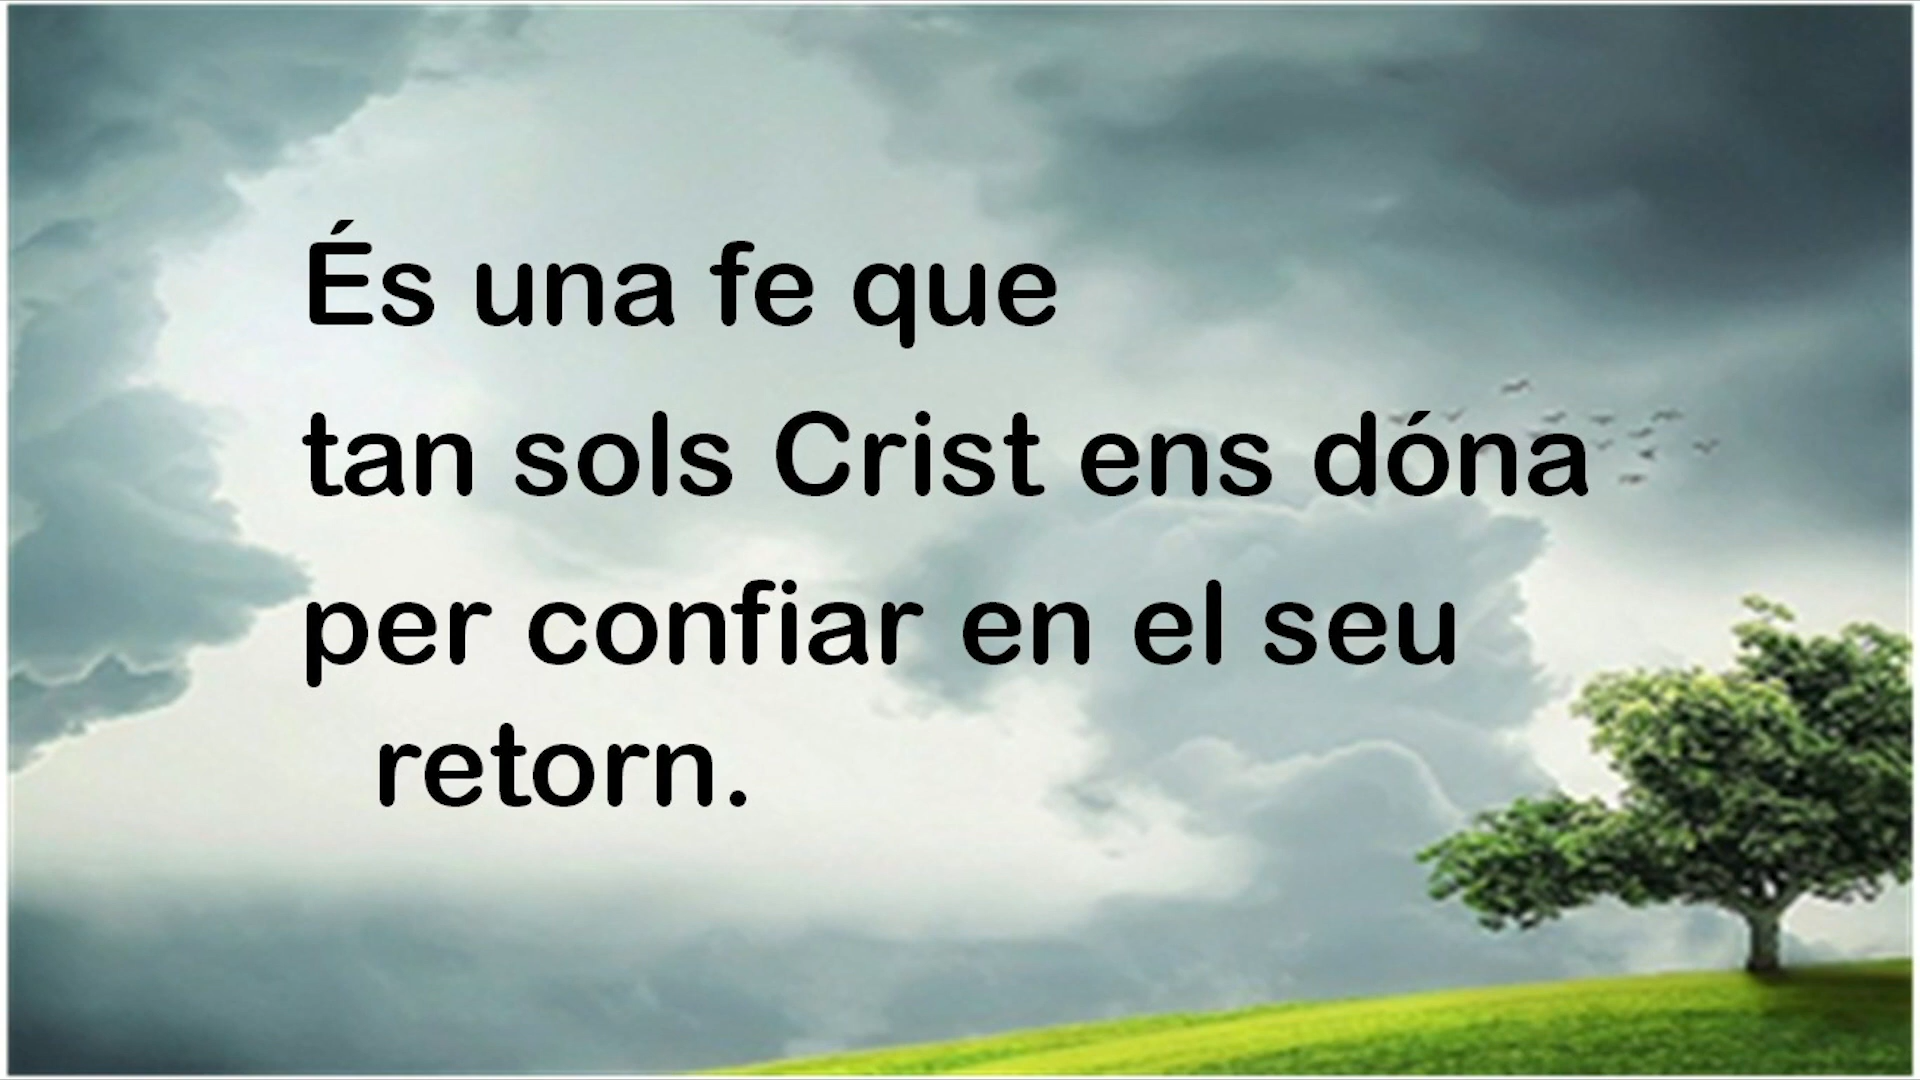 És una fe que
tan sols Crist ens dóna
per confiar en el seu
retorn.